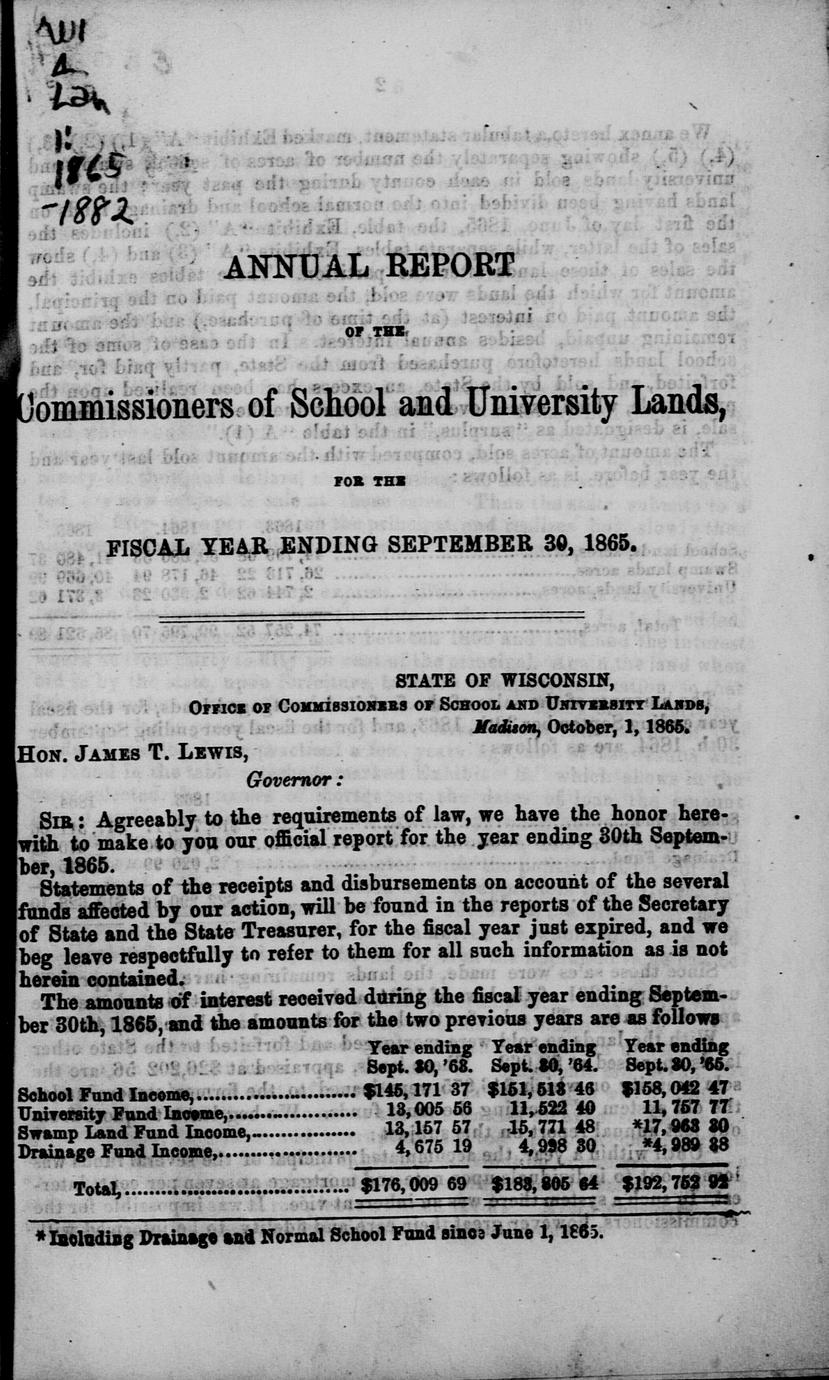 1865
-1882
ANNUAL REPORT
OF THE
Commissioners of School and University Lands,
FOR THE
FISCAL YEAR ENDING SEPTEMBER 30, 1865.
STATE OF WISCONSIN,
OFFICE OF COMMISSIONERS OF SCHOOL AND UNIVERSITY LANDS,
Madison, October, 1, 1865.
HON. JAMES T. LEWIS,
Governor:
SIR: Agreeably to the requirements of law, we have the honor here-
with to make to you our official report for the year ending 30th Septem-
ber, 1865.
Statements of the receipts and disbursements on account of the several
funds affected by our action, will be found in the reports of the Secretary
of State and the State Treasurer, for the fiscal year just expired, and we
beg leave respectfully to refer to them for all such information as is not
herein contained.
The amounts of interest received during the fiscal year ending Septem-
ber 30th, 1865, and the amounts for the two previous years are as follows
Year ending Year ending Year ending
Sept. 30, '63. Sept. 30, '64. Sept. 30, '65.
School Fund Income, $145,171 37 $151,513 46 $158,042 47
University Fund Income, 13,005 56 11,522 40 11,757 77
Swamp Land Fund Income, 13,157 57 15,771 48 *17,963 30
Drainage Fund Income, 4,675 19 4,998 30 *4,989 38
Total, $176,009 69 $183,805 64 $192,752 92
*Including Drainage and Normal School Fund since June 1, 1865.